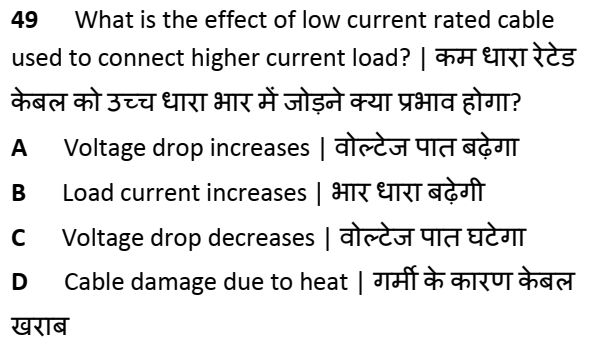 49 What is the effect of low current rated cable
used to connect higher current load? | कम धारा रेटेड
केबल को उच्च धारा भार में जोड़ने क्या प्रभाव होगा?
A Voltage drop increases | वोल्टेज पात बढ़ेगा
B Load current increases | भार धारा बढ़ेगी
C Voltage drop decreases | वोल्टेज पात घटेगा
D Cable damage due to heat | गर्मी के कारण केबल
खराब